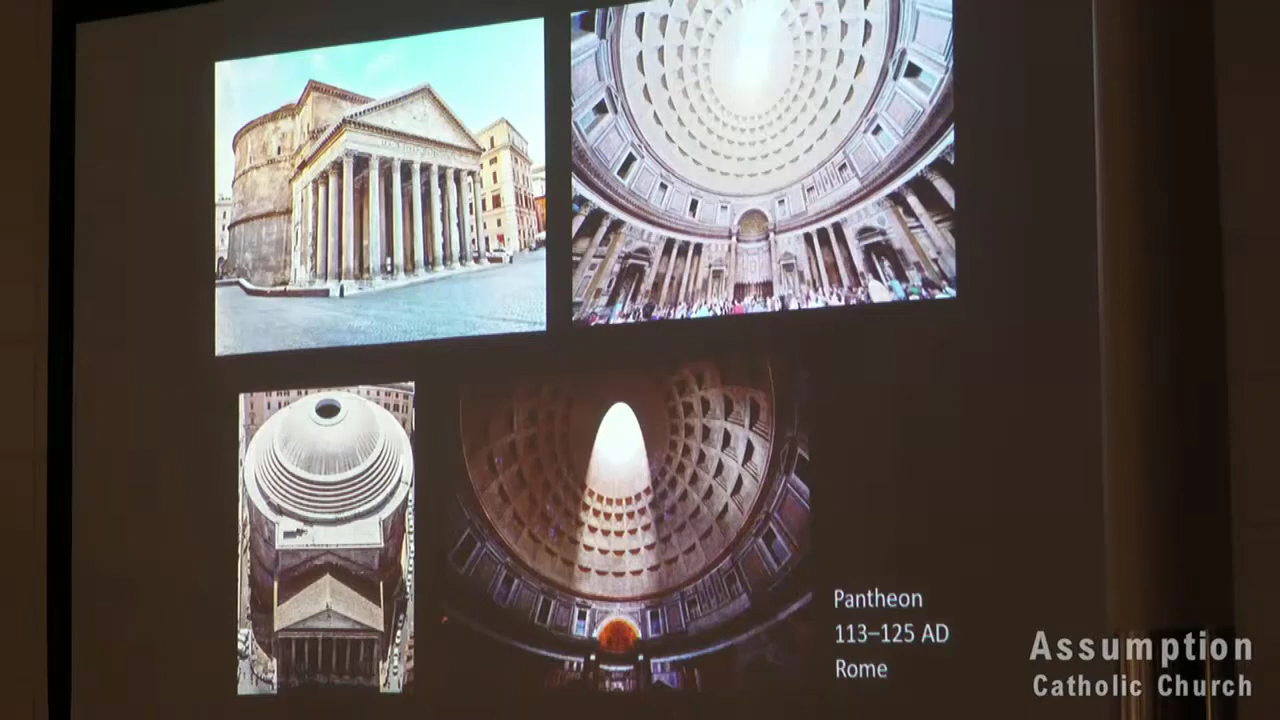 Pantheon
113–125 AD
Rome
Assumption
Catholic Church